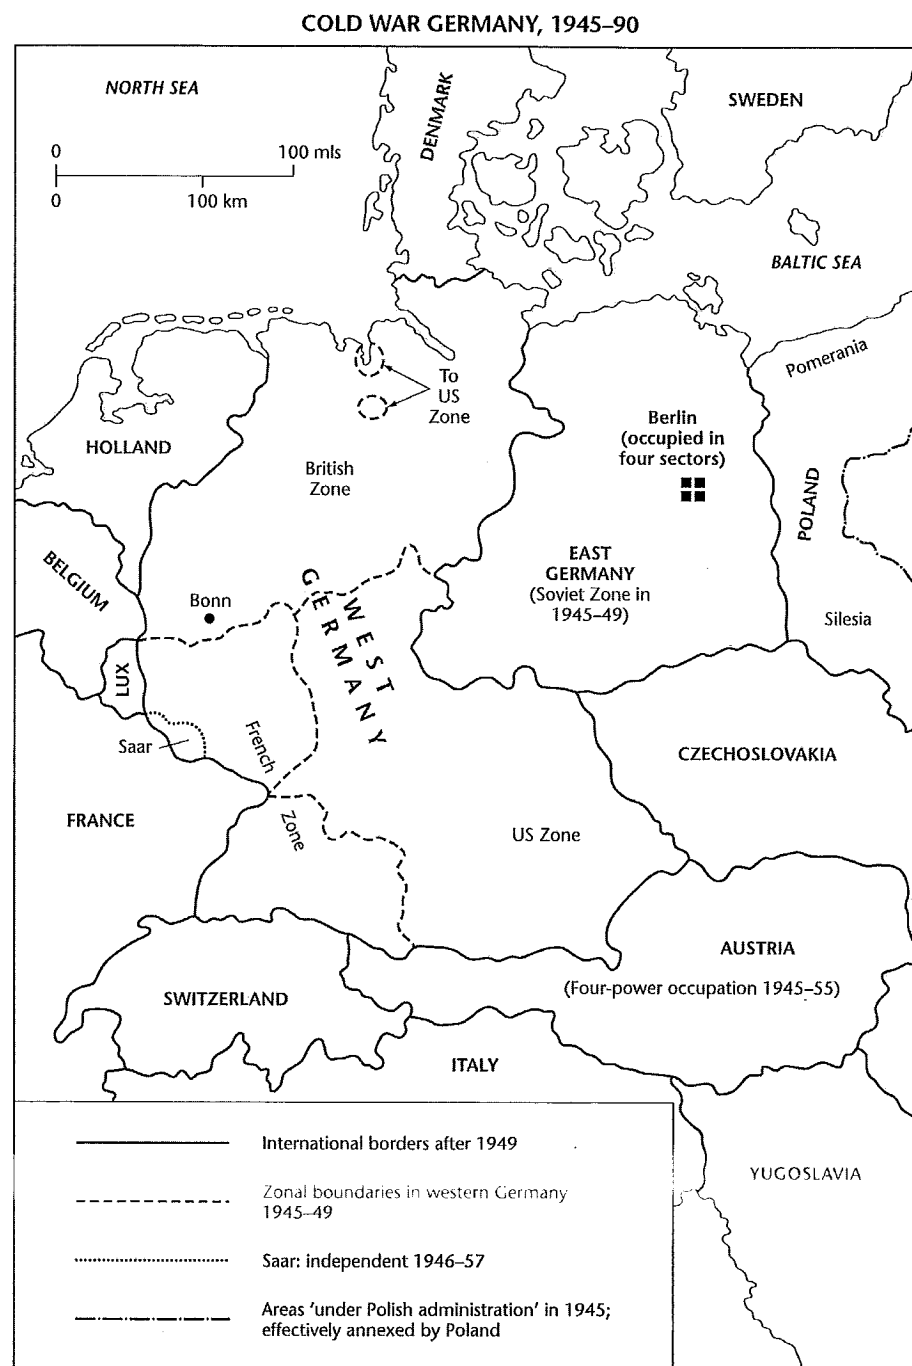 COLD WAR GERMANY, 1945–90
NORTH SEA
DENMARK
SWEDEN
0
100 mls
0
100 km
BALTIC SEA
Pomerania
To
US
Zone
HOLLAND
Berlin
(occupied in
four sectors)
British
Zone
POLAND
BELGIUM
EAST
GERMANY
(Soviet Zone in
1945–49)
Bonn
WEST
GERMANY
Silesia
LUX
Saar
French
Zone
CZECHOSLOVAKIA
FRANCE
US Zone
AUSTRIA
(Four-power occupation 1945–55)
SWITZERLAND
ITALY
YUGOSLAVIA
International borders after 1949
Zonal boundaries in western Germany
1945–49
Saar: independent 1946–57
Areas 'under Polish administration' in 1945;
effectively annexed by Poland